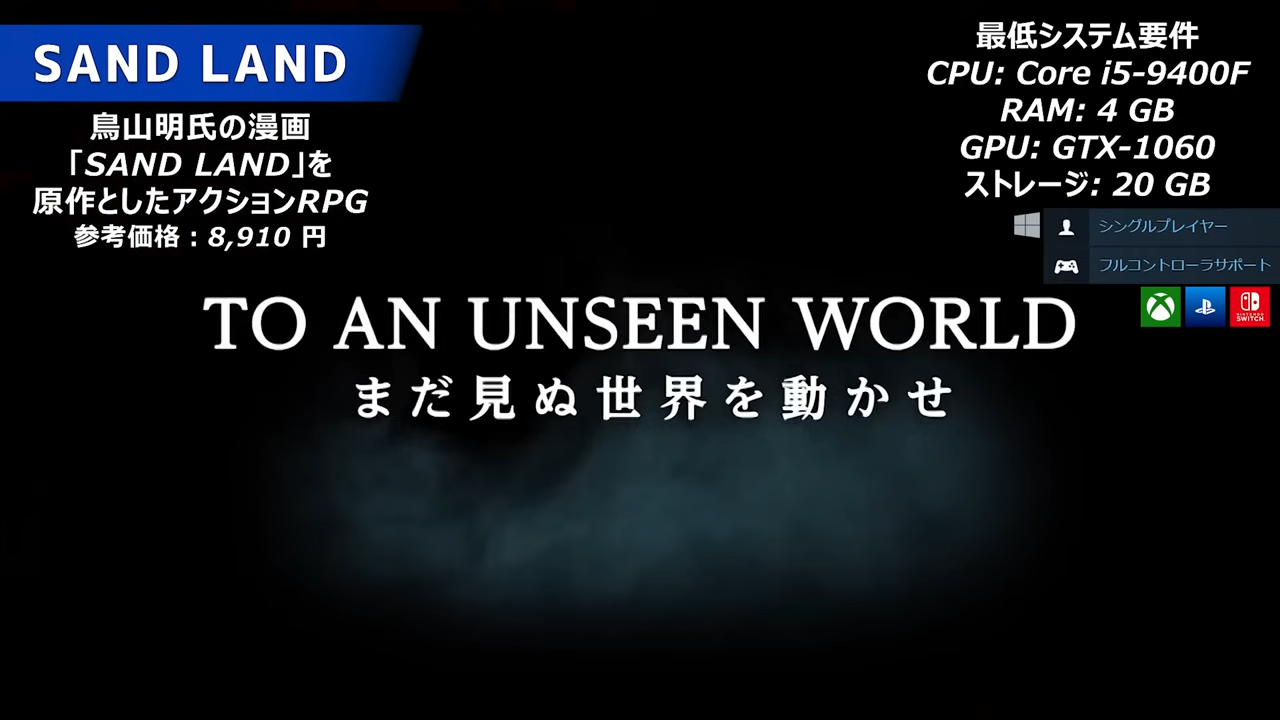 SAND LAND
鳥山明氏の漫画
「SAND LAND」を
原作としたアクションRPG
参考価格：8,910 円
最低システム要件
CPU: Core i5-9400F
RAM: 4 GB
GPU: GTX-1060
ストレージ: 20 GB
シングルプレイヤー
フルコントローラサポート
NINTENDO
SWITCH
TO AN UNSEEN WORLD
まだ見ぬ世界を動かせ